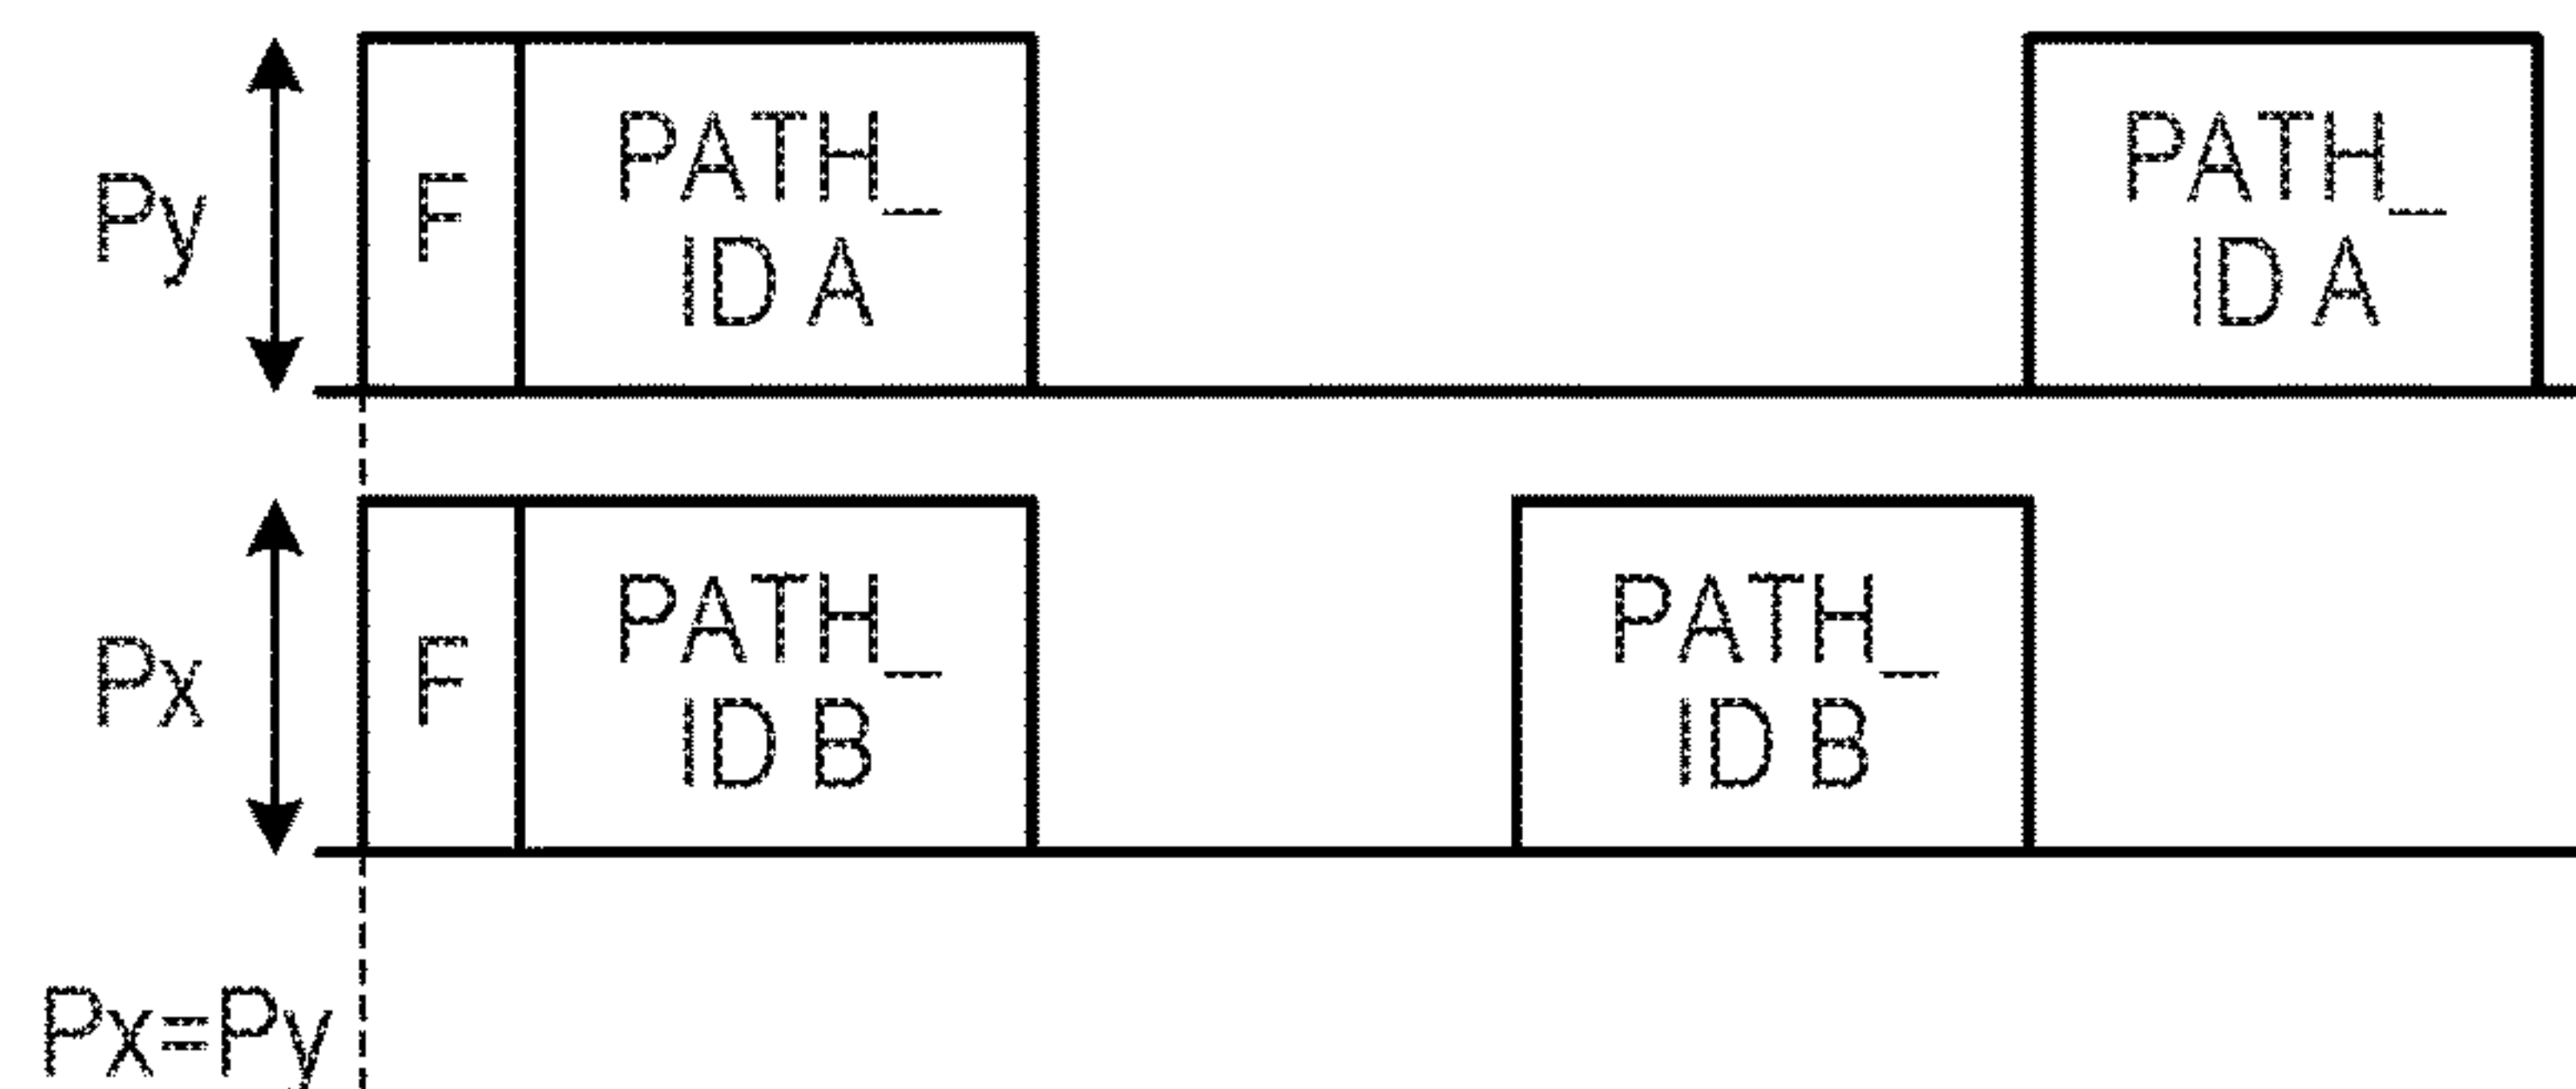 Py
F
PATH_
ID A
PATH_
ID A
Px
F
PATH_
ID B
PATH_
ID B
Px=Py